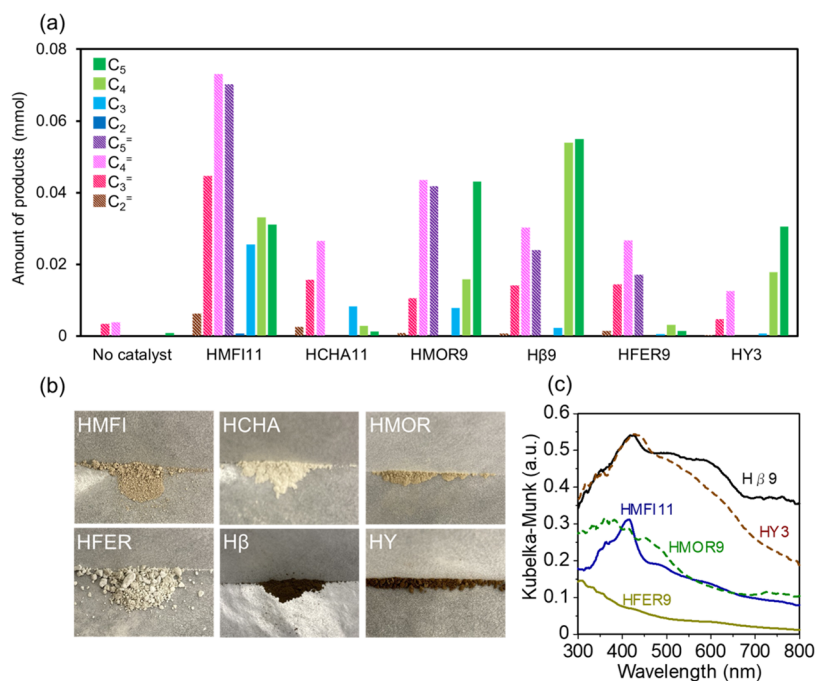 (a)
0.08
0.06
0.04
0.02
0
Amount of products (mmol)
C₅
C₄
C₃
C₂
C₅⁼
C₄⁼
C₃⁼
C₂⁼
No catalyst HMFI11 HCHA11 HMOR9 Hβ9 HFER9 HY3
(b)
HMFI HCHA HMOR
HFER Hβ HY
(c)
0.6
0.5
0.4
0.3
0.2
0.1
0
Kubelka-Munk (a.u.)
Hβ9
HY3
HMFI11
HMOR9
HFER9
300 400 500 600 700 800
Wavelength (nm)